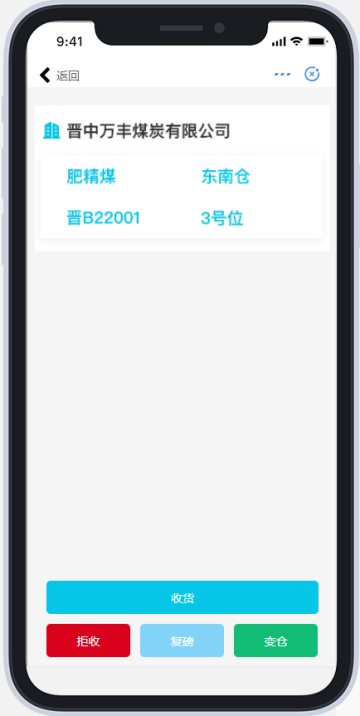 9:41
返回
晋中万丰煤炭有限公司
肥精煤 东南仓
晋B22001 3号位
收货
拒收 复磅 变仓